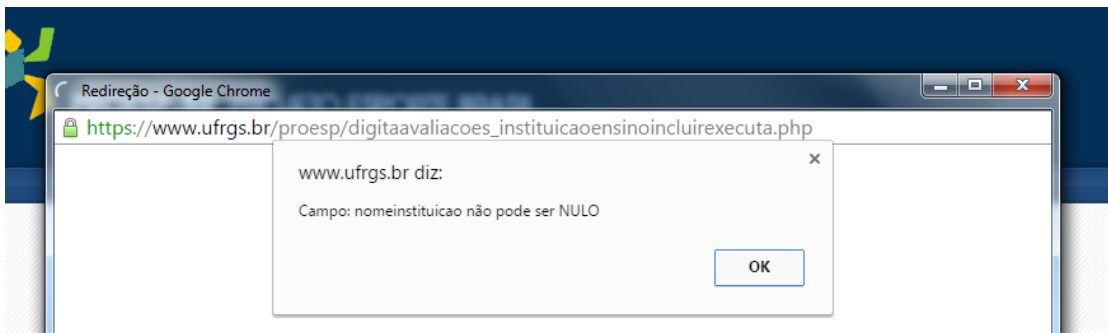 Redireção - Google Chrome
https://www.ufrgs.br/proesp/digitaavaliacoes_instituicaoensinoincluirexecuta.php
www.ufrgs.br diz:
Campo: nomeinstituicao não pode ser NULO
OK